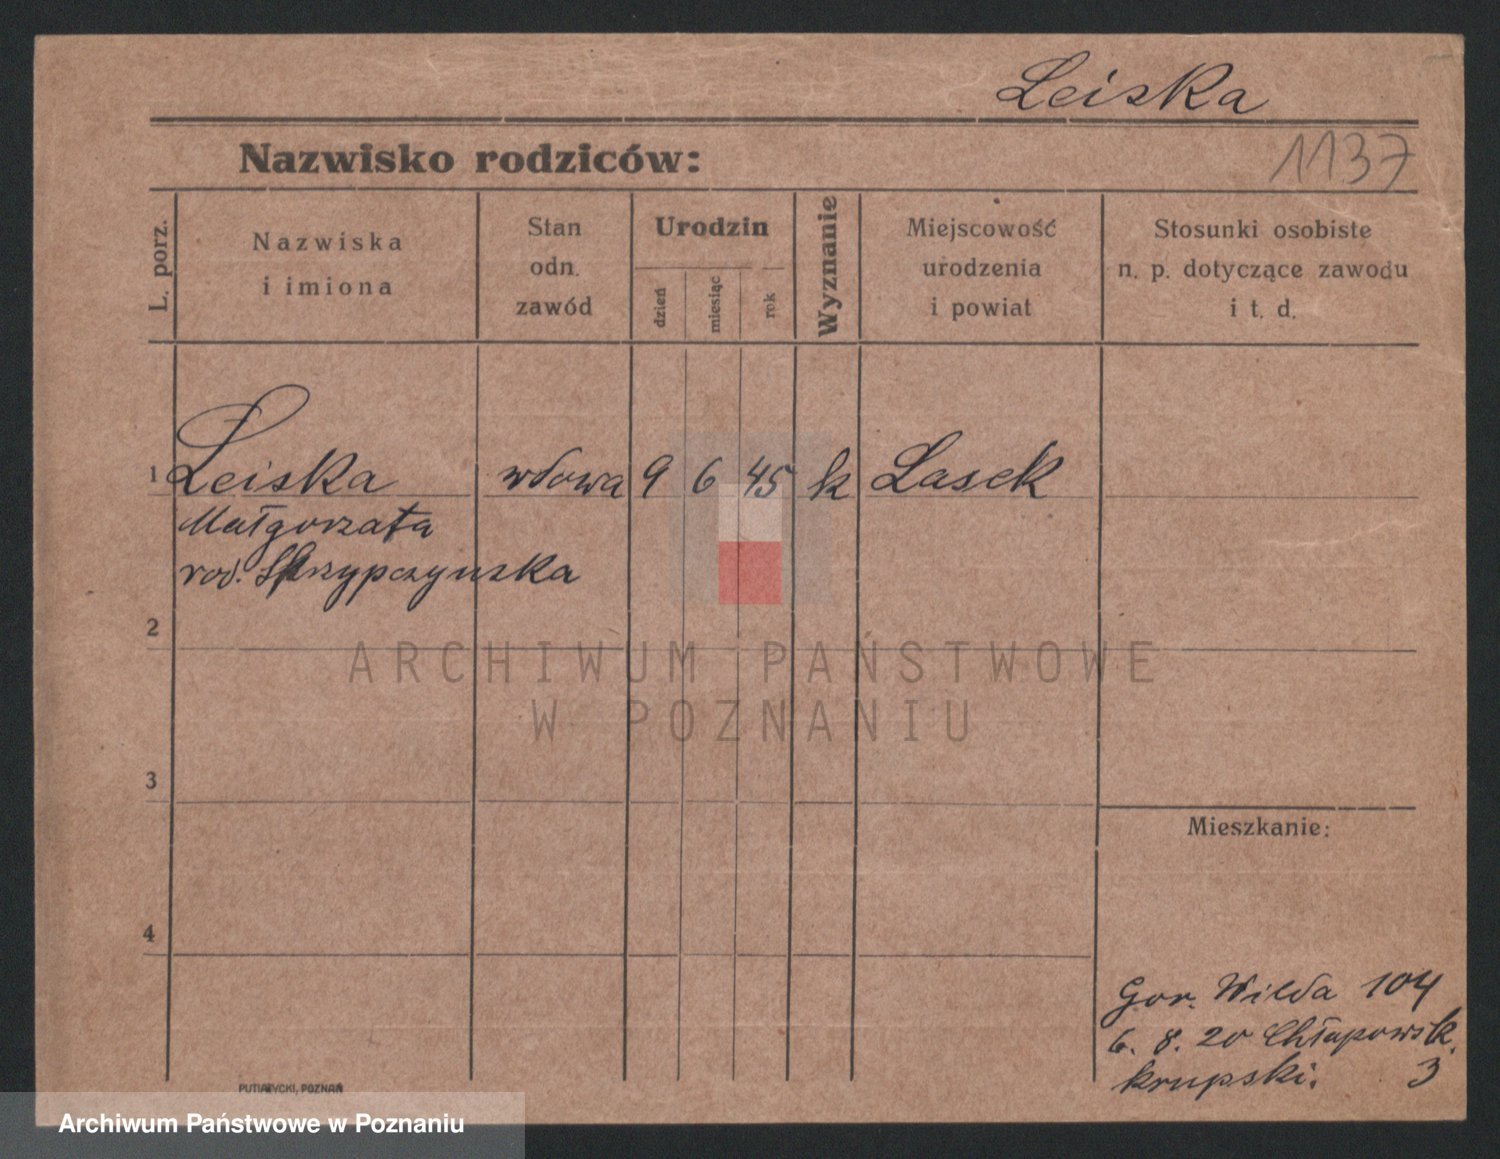 Leiska
Nazwisko rodziców:
1137
L. porz.
Nazwiska
i imiona
Stan
odn.
zawód
Urodzin
dzień
miesiąc
rok
Wyznanie
Miejscowość
urodzenia
i powiat
Stosunki osobiste
n. p. dotyczące zawodu
i t. d.
1 Leiska wdowa 9 6 45 k Lasek
Małgorzata
rod. Skrzypczynska
2
ARCHIWUM PAŃSTWOWE
W POZNANIU
3
Mieszkanie:
4
Gor. Wilda 104
6. 8. 20 Chłapowsk. 3
Krupski.
PUTIATYCKI, POZNAŃ
Archiwum Państwowe w Poznaniu